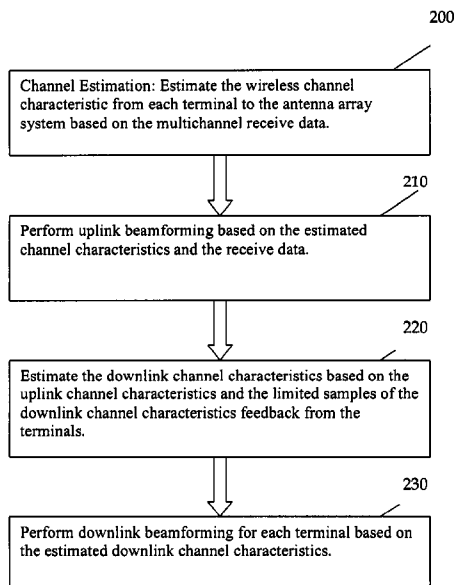 200
Channel Estimation: Estimate the wireless channel
characteristic from each terminal to the antenna array
system based on the multichannel receive data.
210
Perform uplink beamforming based on the estimated
channel characteristics and the receive data.
220
Estimate the downlink channel characteristics based on the
uplink channel characteristics and the limited samples of the
downlink channel characteristics feedback from the
terminals.
230
Perform downlink beamforming for each terminal based on
the estimated downlink channel characteristics.